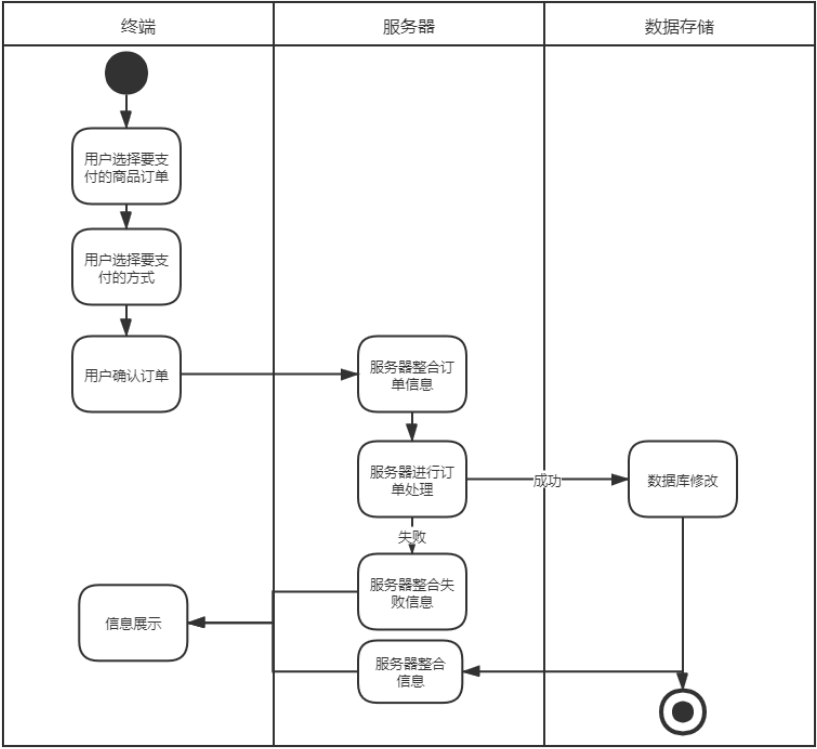 终端
服务器
数据存储
用户选择要支
付的商品订单
用户选择要支
付的方式
用户确认订单
服务器整合订
单信息
服务器进行订
单处理
成功
数据库修改
失败
服务器整合失
败信息
信息展示
服务器整合
信息